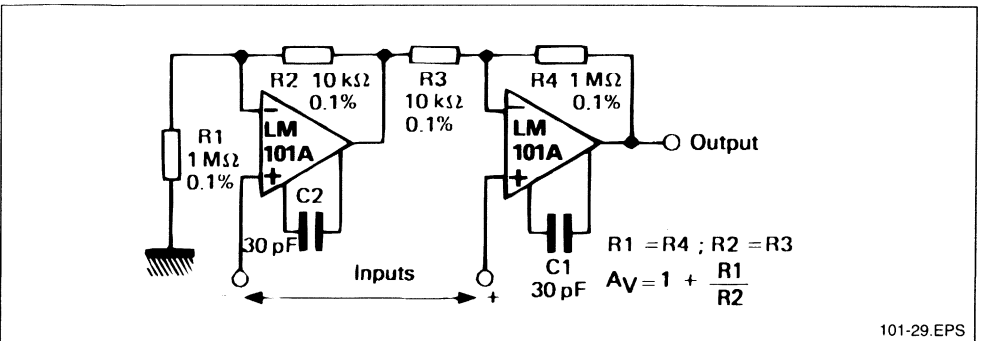 R2 10 kΩ
0.1%
R3
10 kΩ
0.1%
R4 1 MΩ
0.1%
R1
1 MΩ
0.1%
−
LM
101A
+
C2
30 pF
−
LM
101A
+
C1
30 pF
Output
Inputs
+
R1 = R4 ; R2 = R3
AV = 1 + R1
R2
101-29.EPS